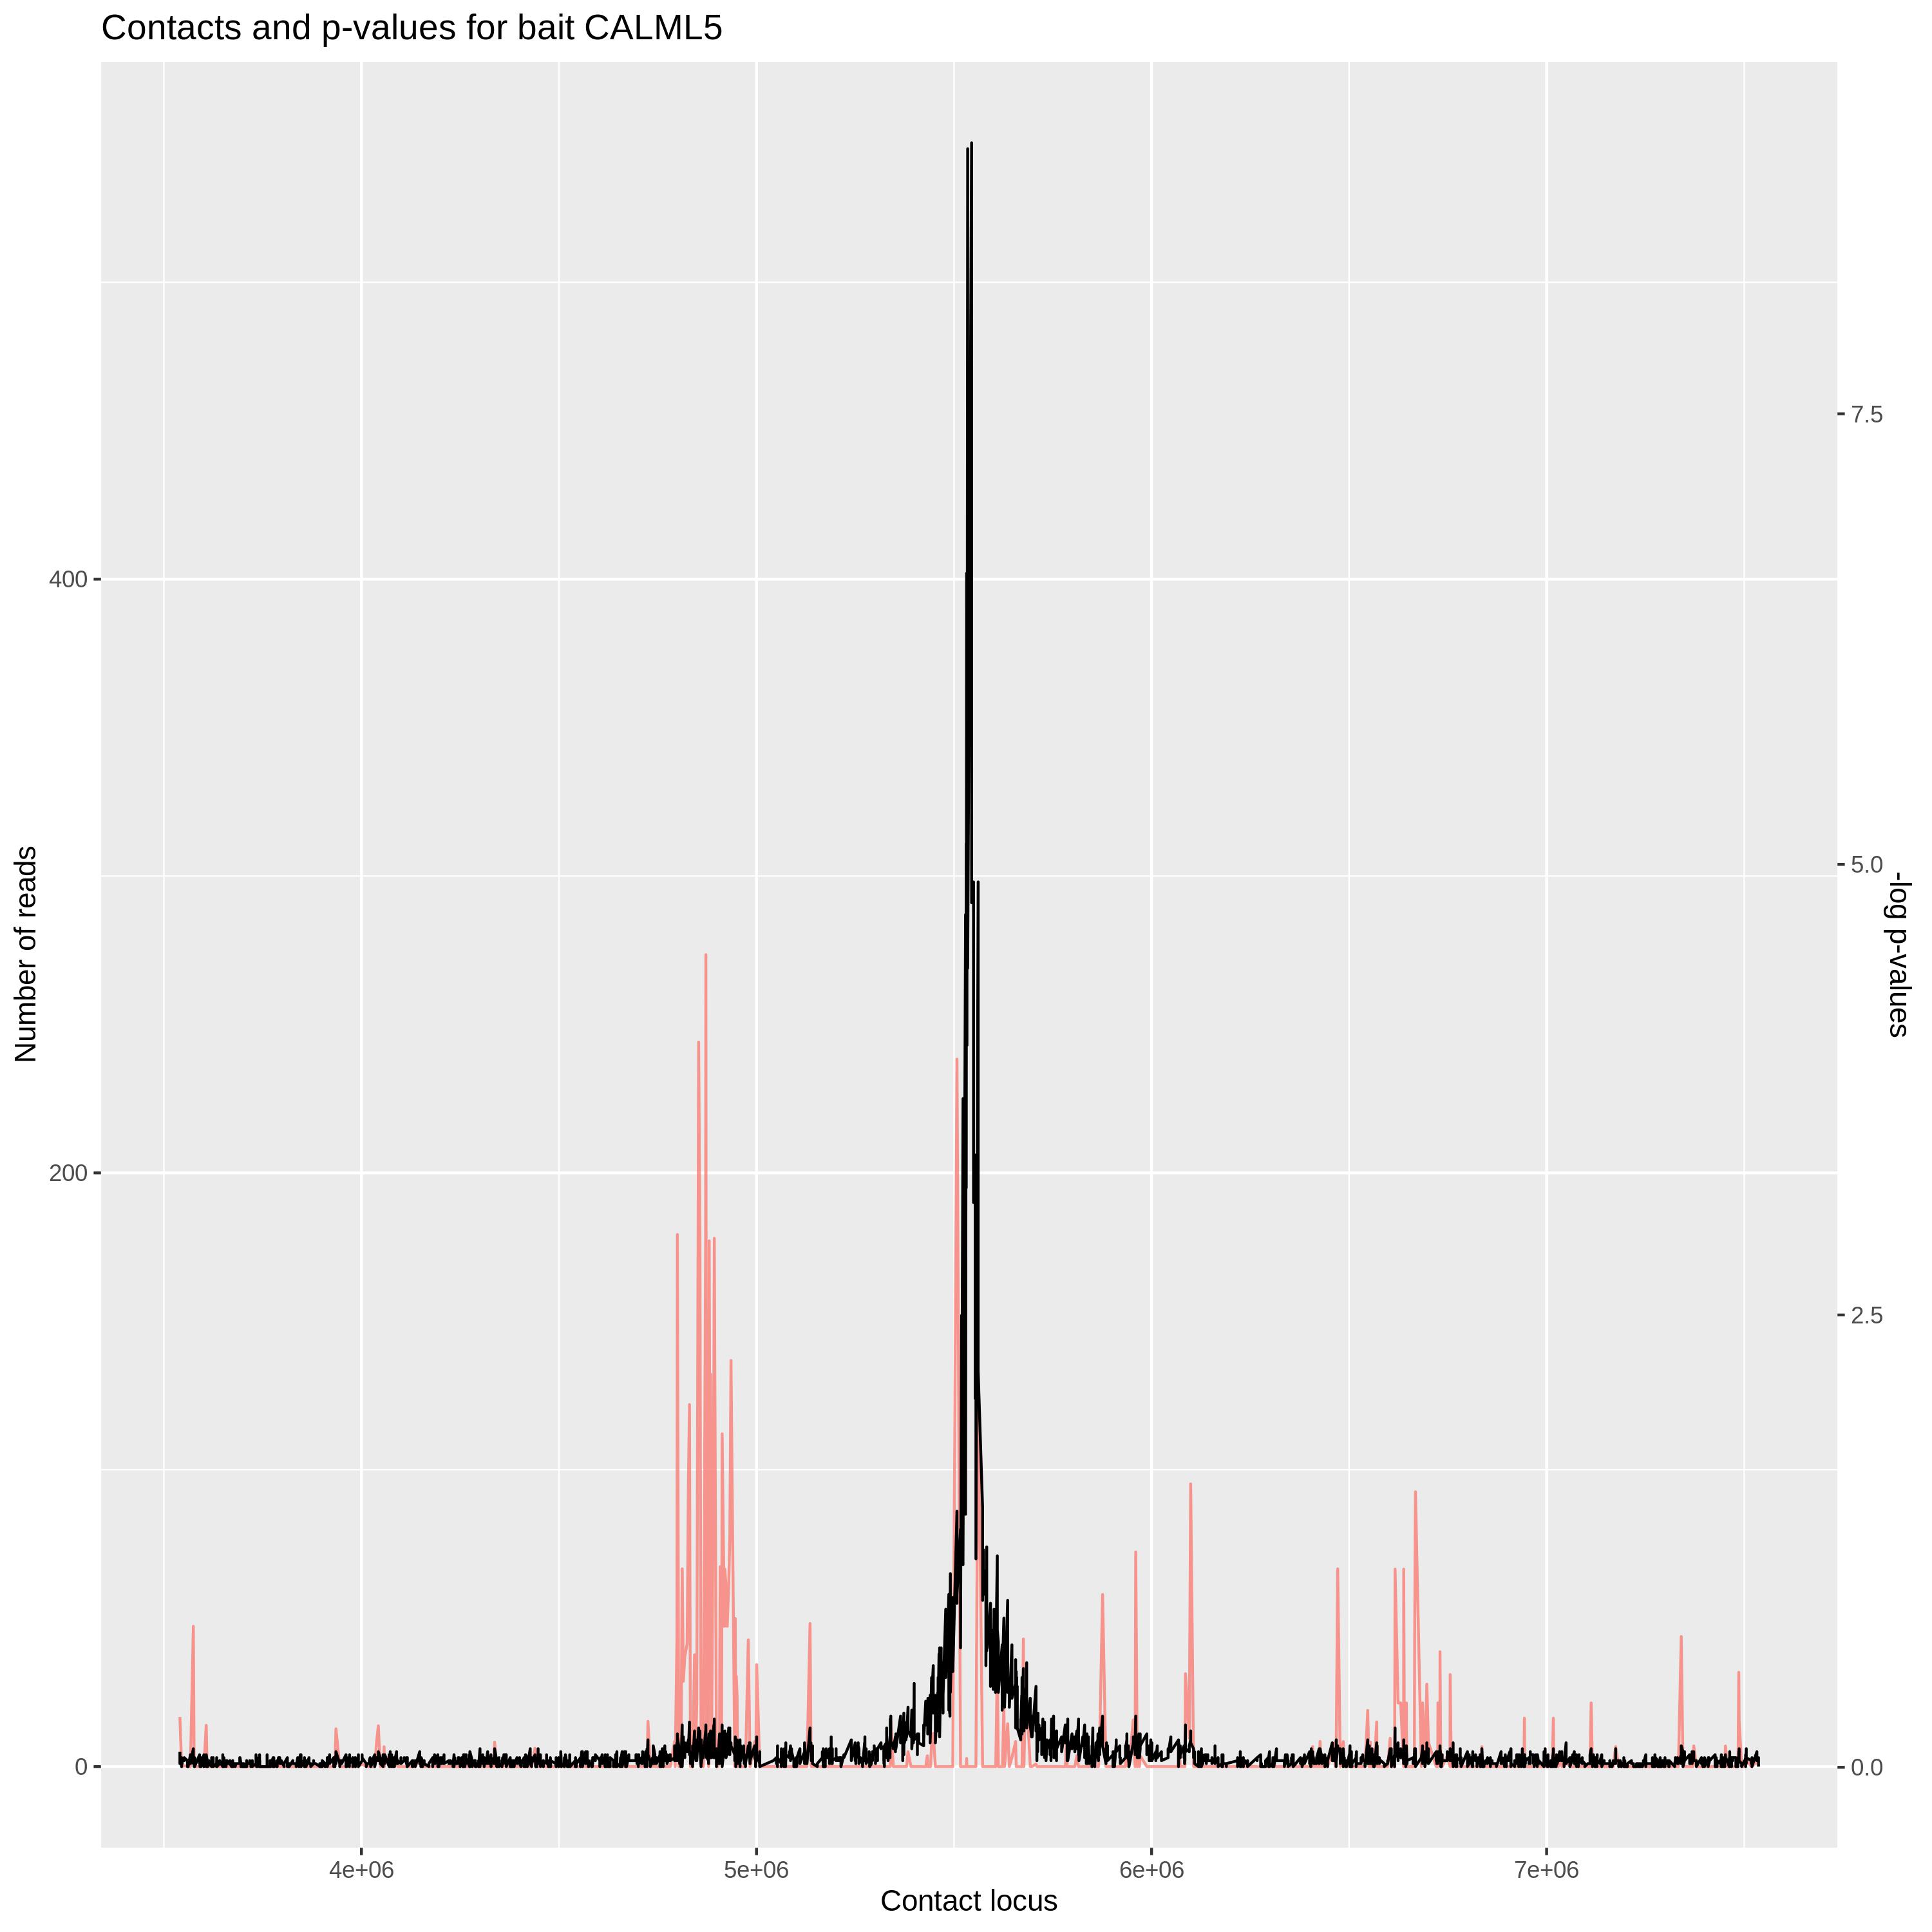 Contacts and p-values for bait CALML5
Number of reads
400
200
0
7.5
5.0
2.5
0.0
-log p-values
4e+06
5e+06
6e+06
7e+06
Contact locus